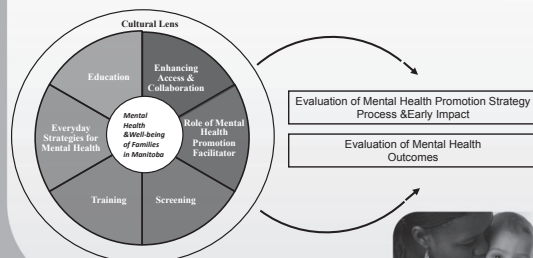 Cultural Lens
Education
Enhancing
Access &
Collaboration
Everyday
Strategies for
Mental Health
Mental
Health
&Well-being
of Families
in Manitoba
Role of Mental
Health
Promotion
Facilitator
Training
Screening
Evaluation of Mental Health Promotion Strategy
Process &Early Impact
Evaluation of Mental Health
Outcomes